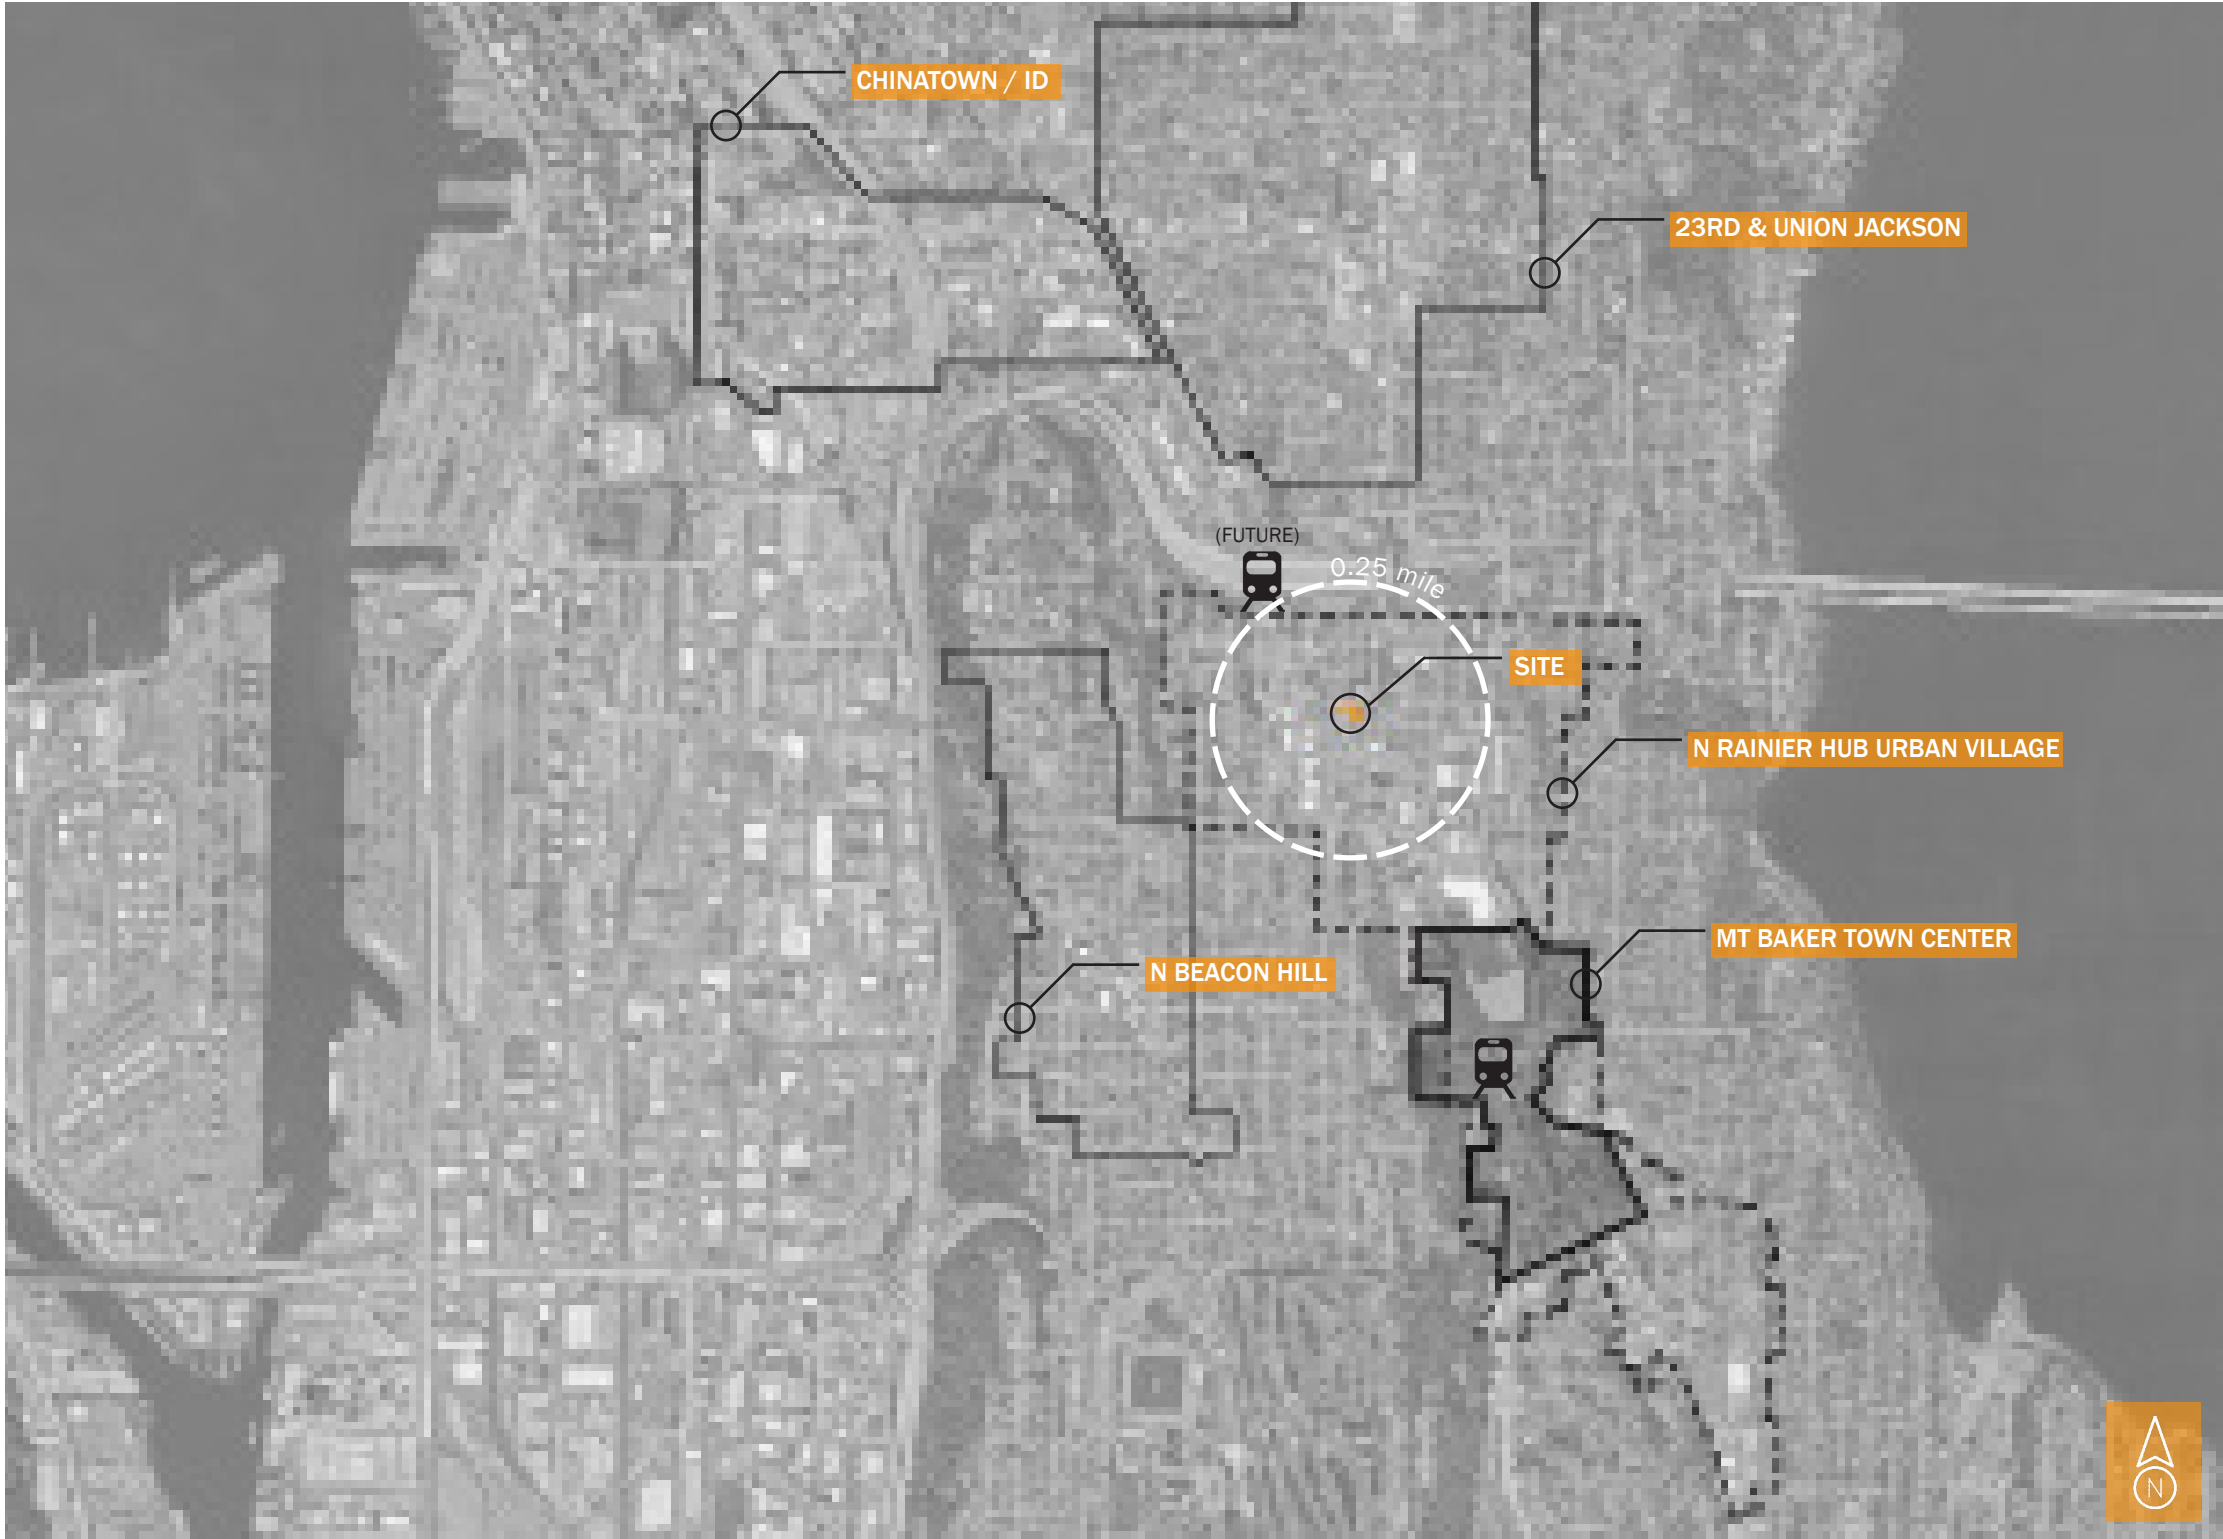 CHINATOWN / ID
23RD & UNION JACKSON
(FUTURE)
0.25 mile
SITE
N RAINIER HUB URBAN VILLAGE
MT BAKER TOWN CENTER
N BEACON HILL
N